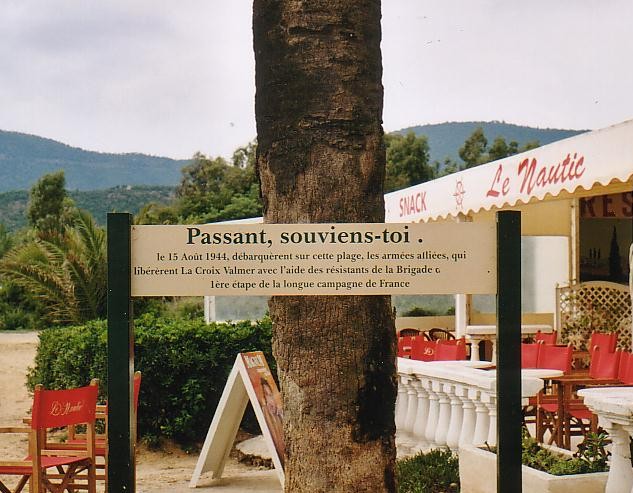 SNACK Le Nautic
RES
Passant, souviens-toi .
le 15 Août 1944, débarquèrent sur cette plage, les armées alliées, qui
libérèrent La Croix Valmer avec l'aide des résistants de la Brigade
1ère étape de la longue campagne de France